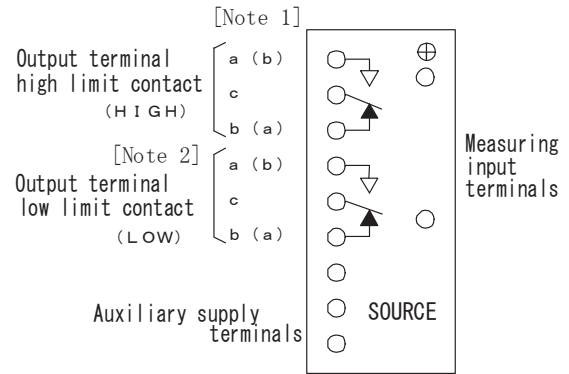 [Note 1]
Output terminal
high limit contact
(HIGH)
a (b)
c
b (a)
[Note 2]
Output terminal
low limit contact
(LOW)
a (b)
c
b (a)
Measuring
input
terminals
Auxiliary supply
terminals
SOURCE